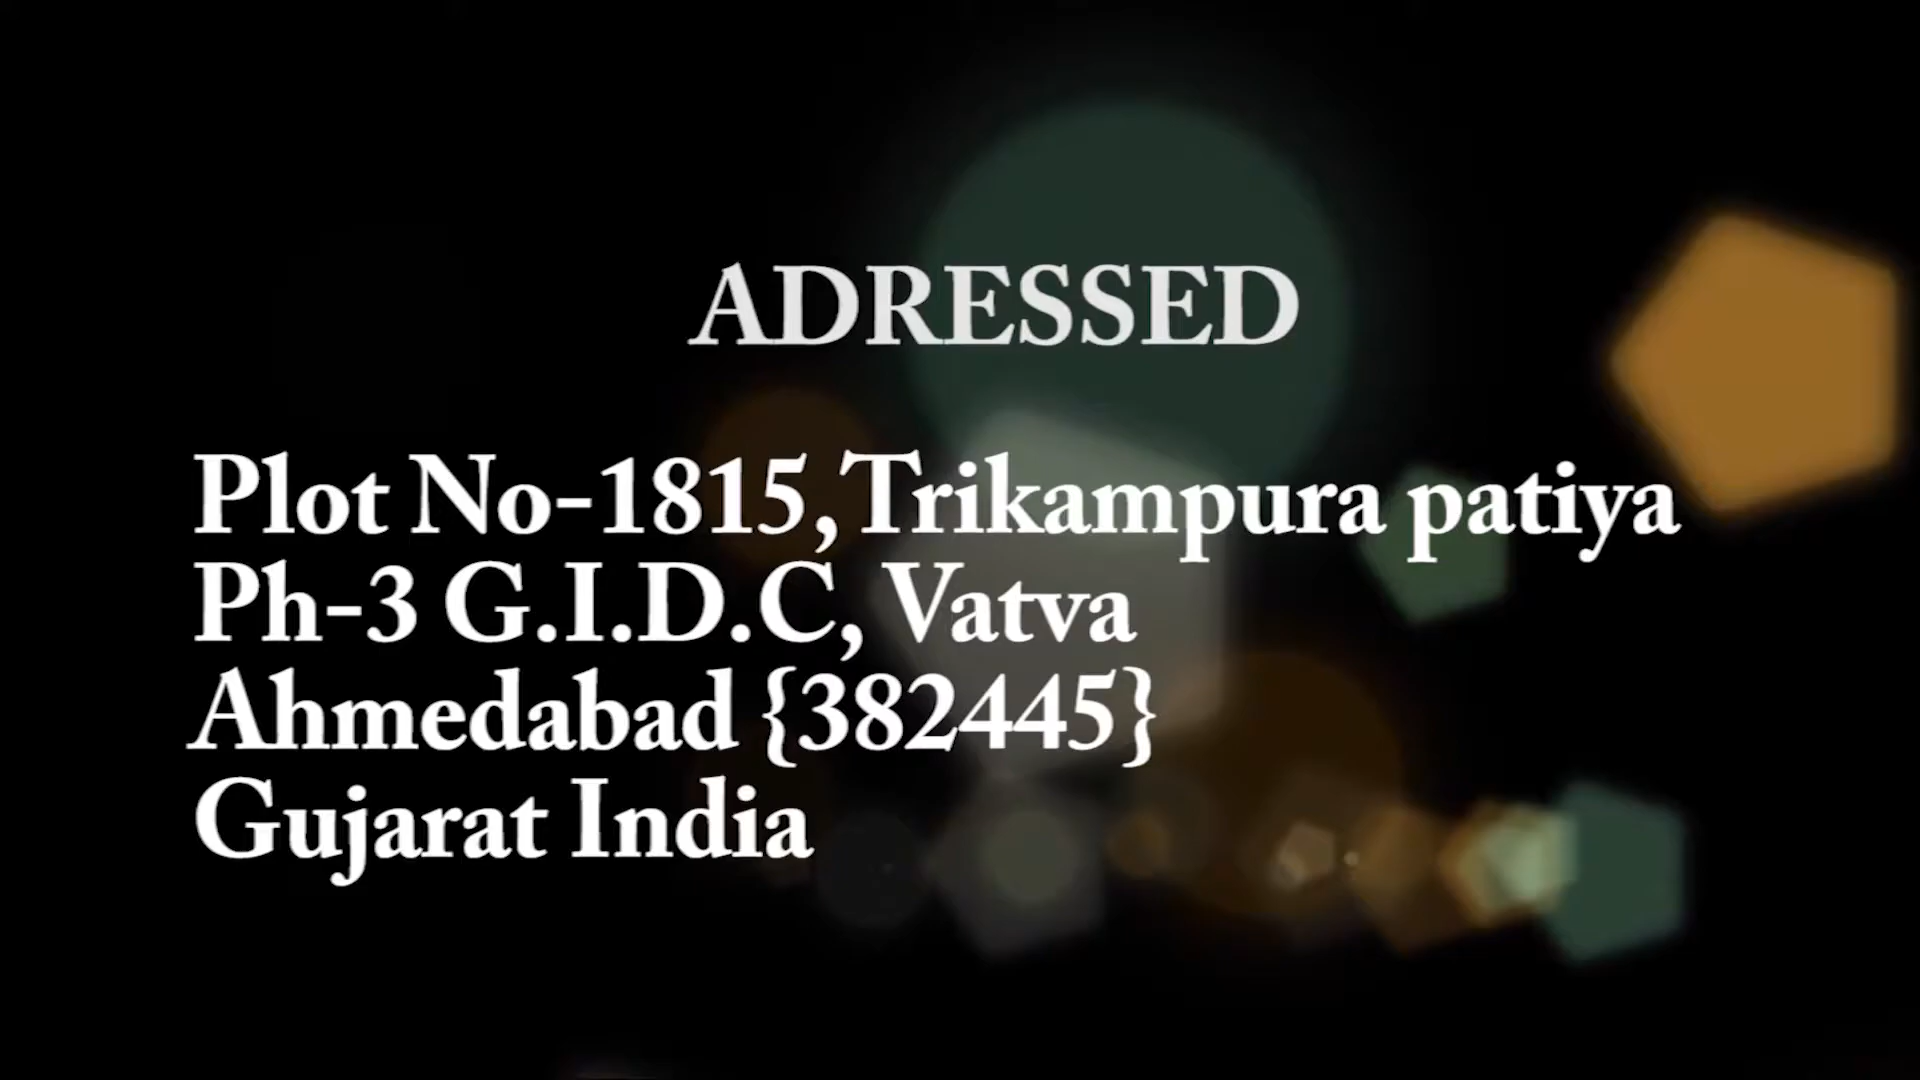 ADRESSED
Plot No-1815,Trikampura patiya
Ph-3 G.I.D.C, Vatva
Ahmedabad {382445}
Gujarat India